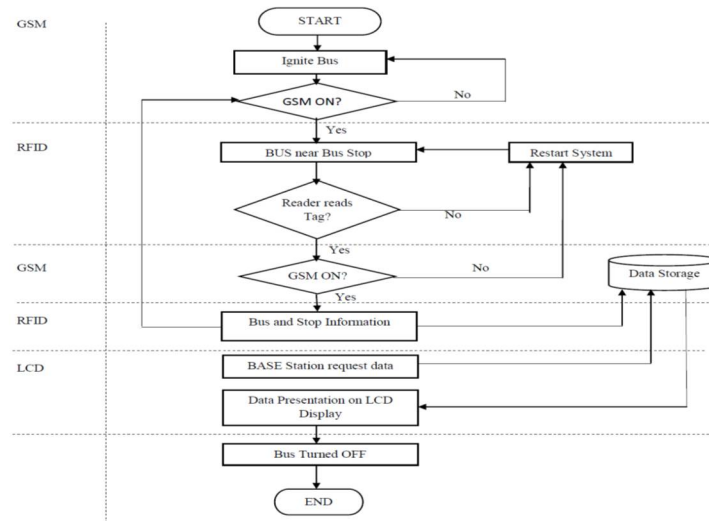 GSM
START
Ignite Bus
GSM ON?
No
Yes
RFID
BUS near Bus Stop
Restart System
Reader reads
Tag?
No
Yes
GSM
GSM ON?
No
Data Storage
Yes
RFID
Bus and Stop Information
LCD
BASE Station request data
Data Presentation on LCD
Display
Bus Turned OFF
END